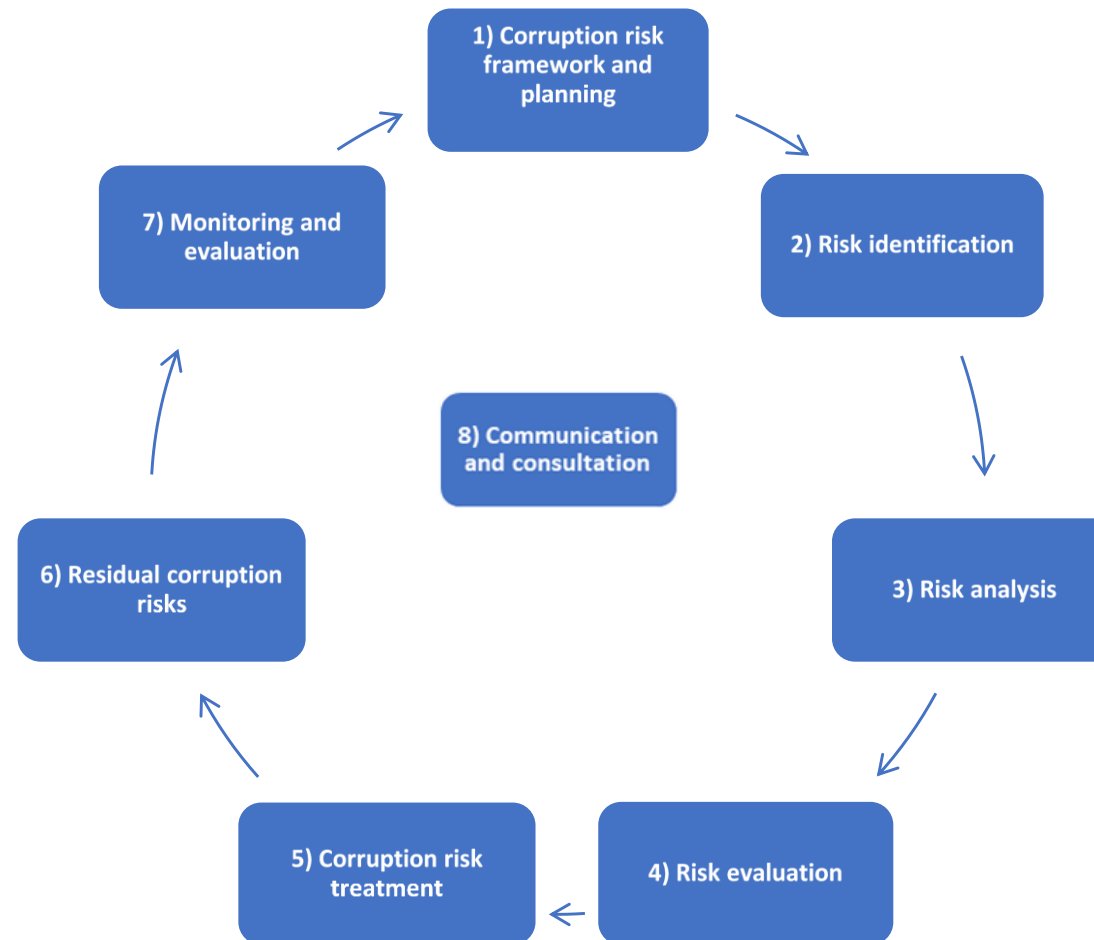 1) Corruption risk
framework and
planning
2) Risk identification
3) Risk analysis
4) Risk evaluation
5) Corruption risk
treatment
6) Residual corruption
risks
7) Monitoring and
evaluation
8) Communication
and consultation